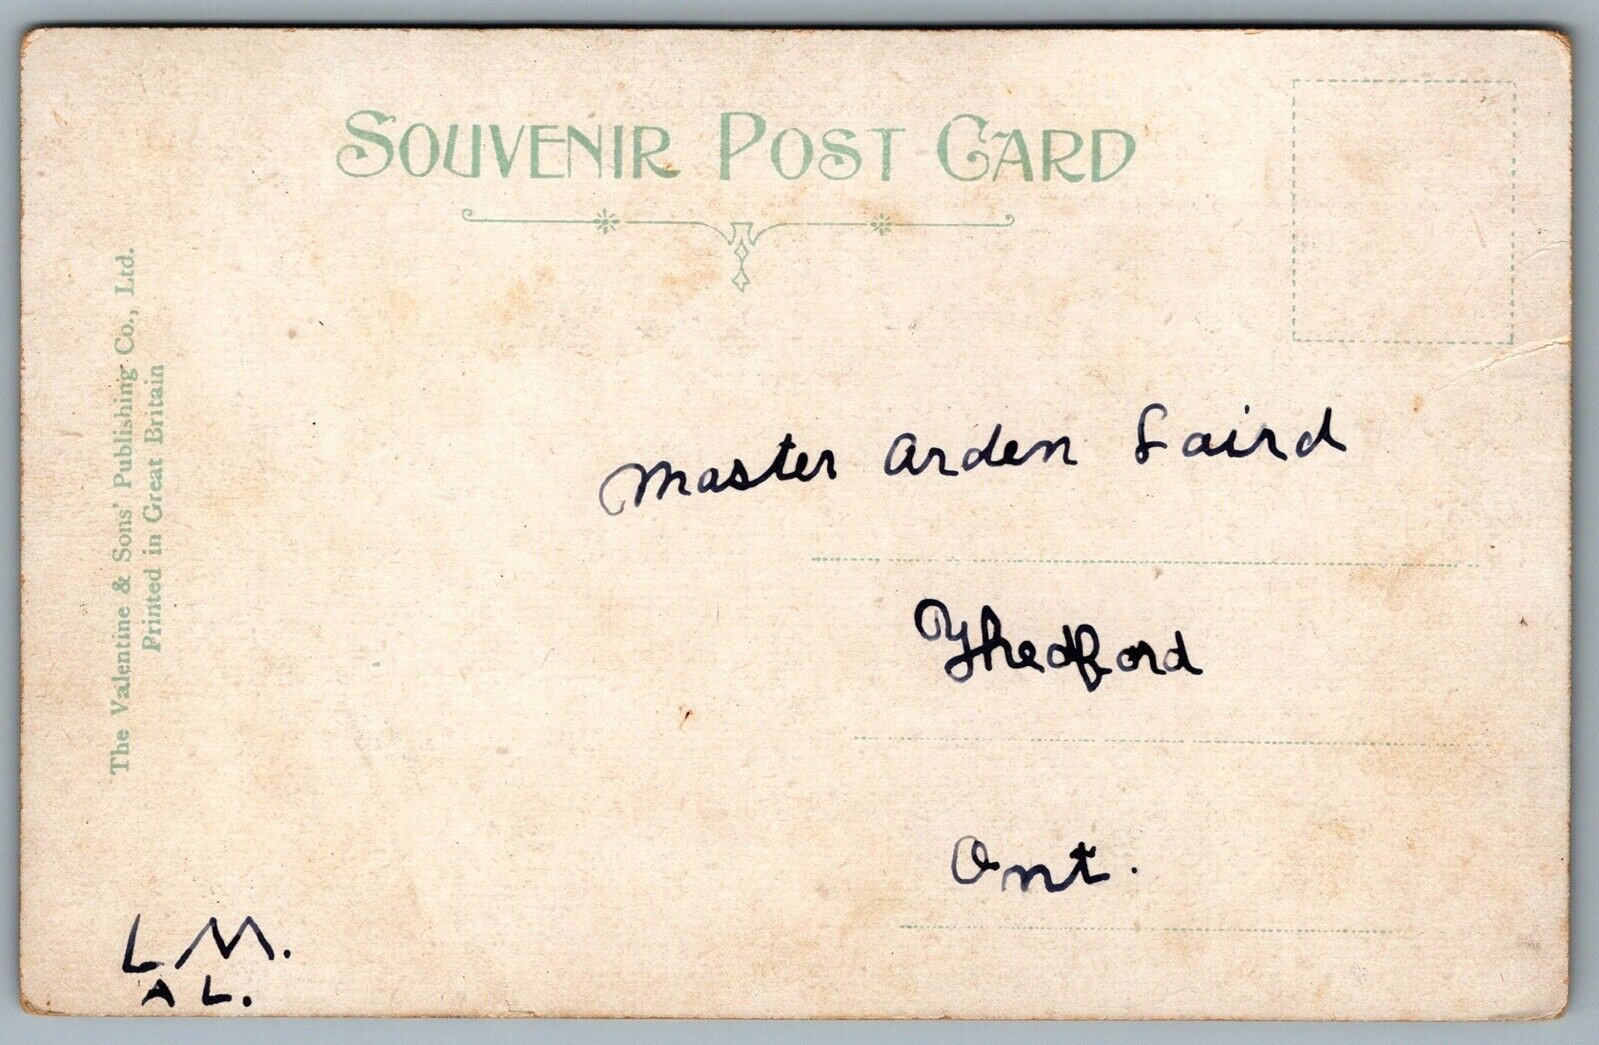 SOUVENIR POST CARD
The Valentine & Sons' Publishing Co., Ltd.
Printed in Great Britain
Master Arden Laird
Thedford
Ont.
L M.
A L.